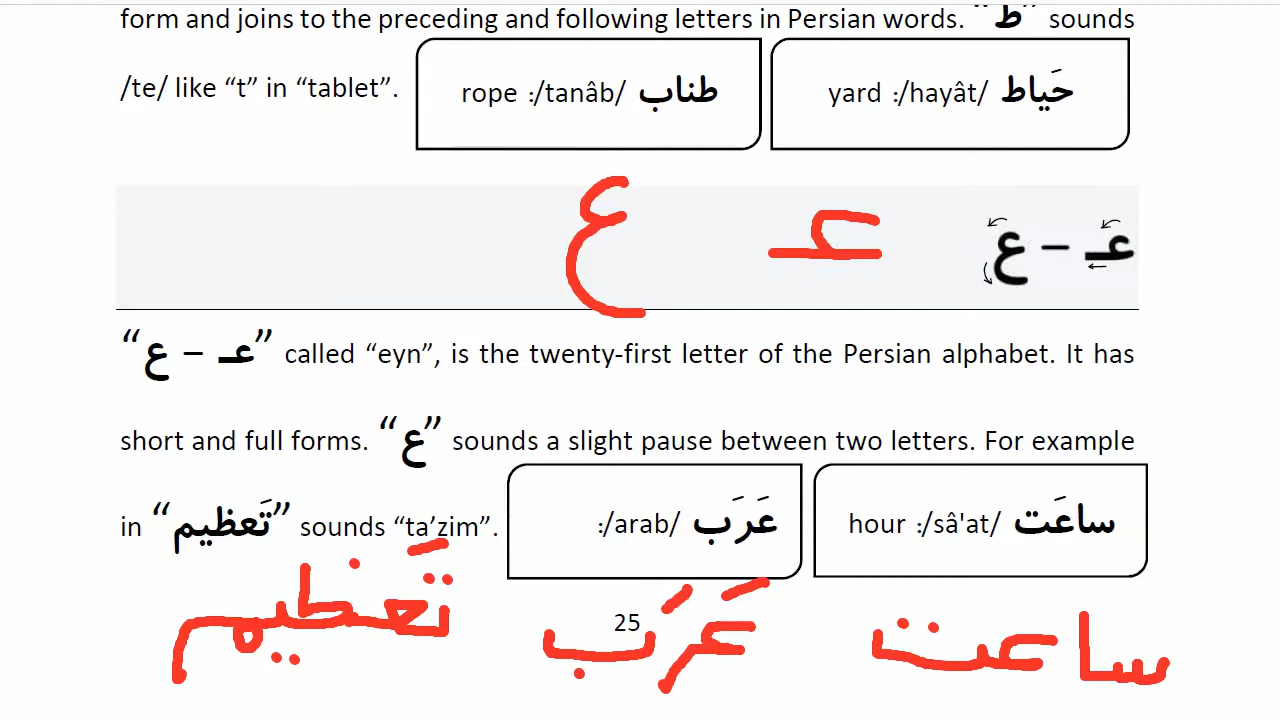 form and joins to the preceding and following letters in Persian words. “ط” sounds
/te/ like “t” in “tablet”.
rope :/tanâb/ طناب
yard :/hayât/ حَیاط
ع عـ
عـ – ع
“عـ – ع” called “eyn”, is the twenty-first letter of the Persian alphabet. It has
short and full forms. “ع” sounds a slight pause between two letters. For example
in “تَعظیم” sounds “ta’zim”.
:/arab/ عَرَب
hour :/sâ'at/ ساعَت
تَعظیم عَرَب ساعت
25